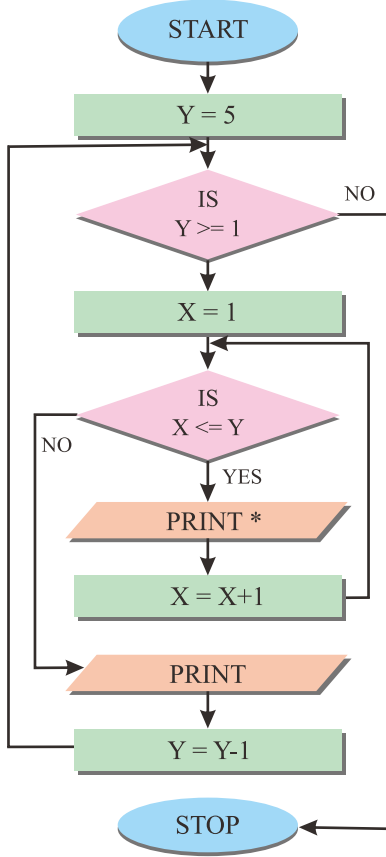 START
Y = 5
IS
Y >= 1
NO
X = 1
IS
X <= Y
NO
YES
PRINT *
X = X+1
PRINT
Y = Y-1
STOP